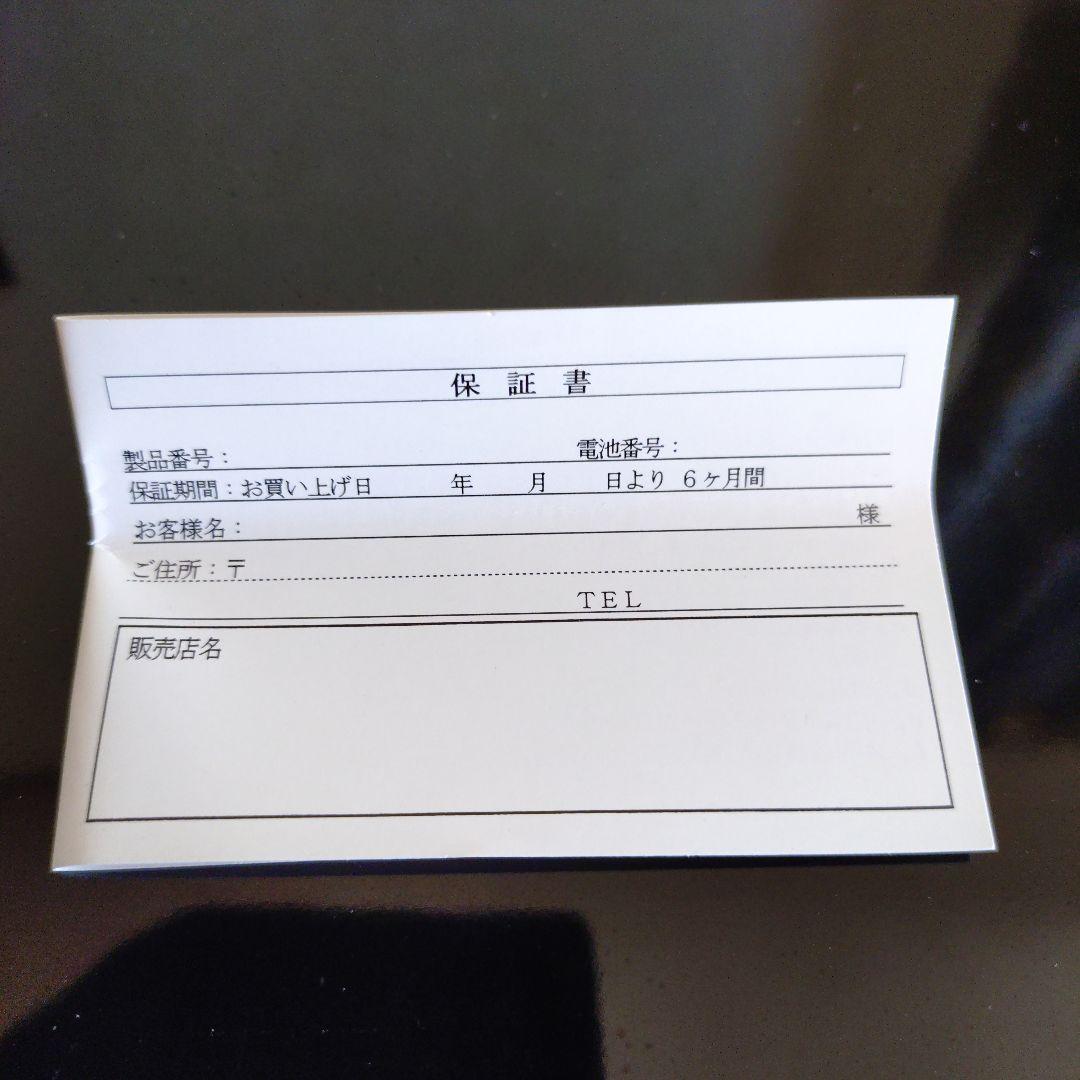 保証書
製品番号： 電池番号：
保証期間：お買い上げ日 年 月 日より ６ヶ月間
お客様名： 様
ご住所：〒
ＴＥＬ
販売店名